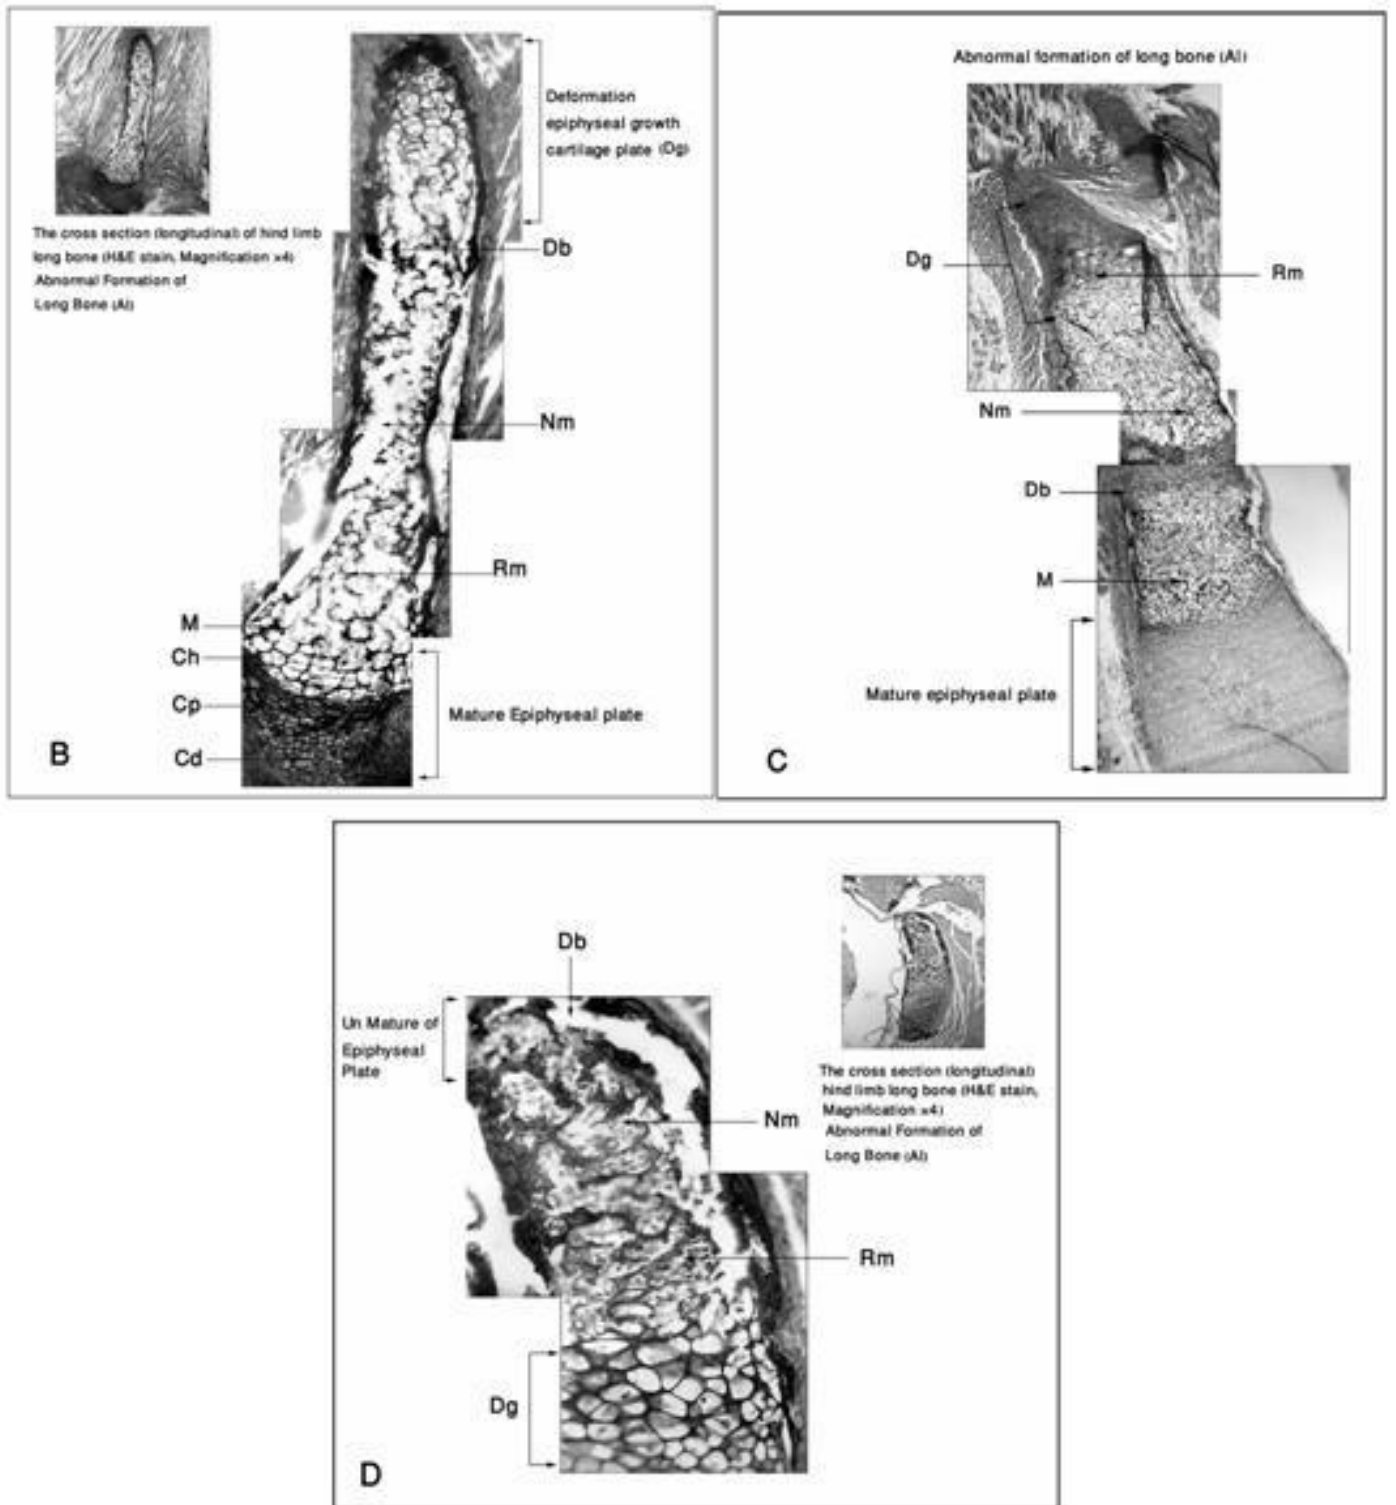 The cross section (longitudinal) of hind limb
long bone (H&E stain, Magnification ×4)
Abnormal Formation of
Long Bone (Al)
Deformation
epiphyseal growth
cartilage plate (Dg)
Db
Nm
Rm
M
Ch
Cp
Cd
Mature Epiphyseal plate
B
Abnormal formation of long bone (Al)
Dg
Rm
Nm
Db
M
Mature epiphyseal plate
C
Db
Un Mature of
Epiphyseal
Plate
Nm
The cross section (longitudinal)
hind limb long bone (H&E stain,
Magnification ×4)
Abnormal Formation of
Long Bone (Al)
Rm
Dg
D